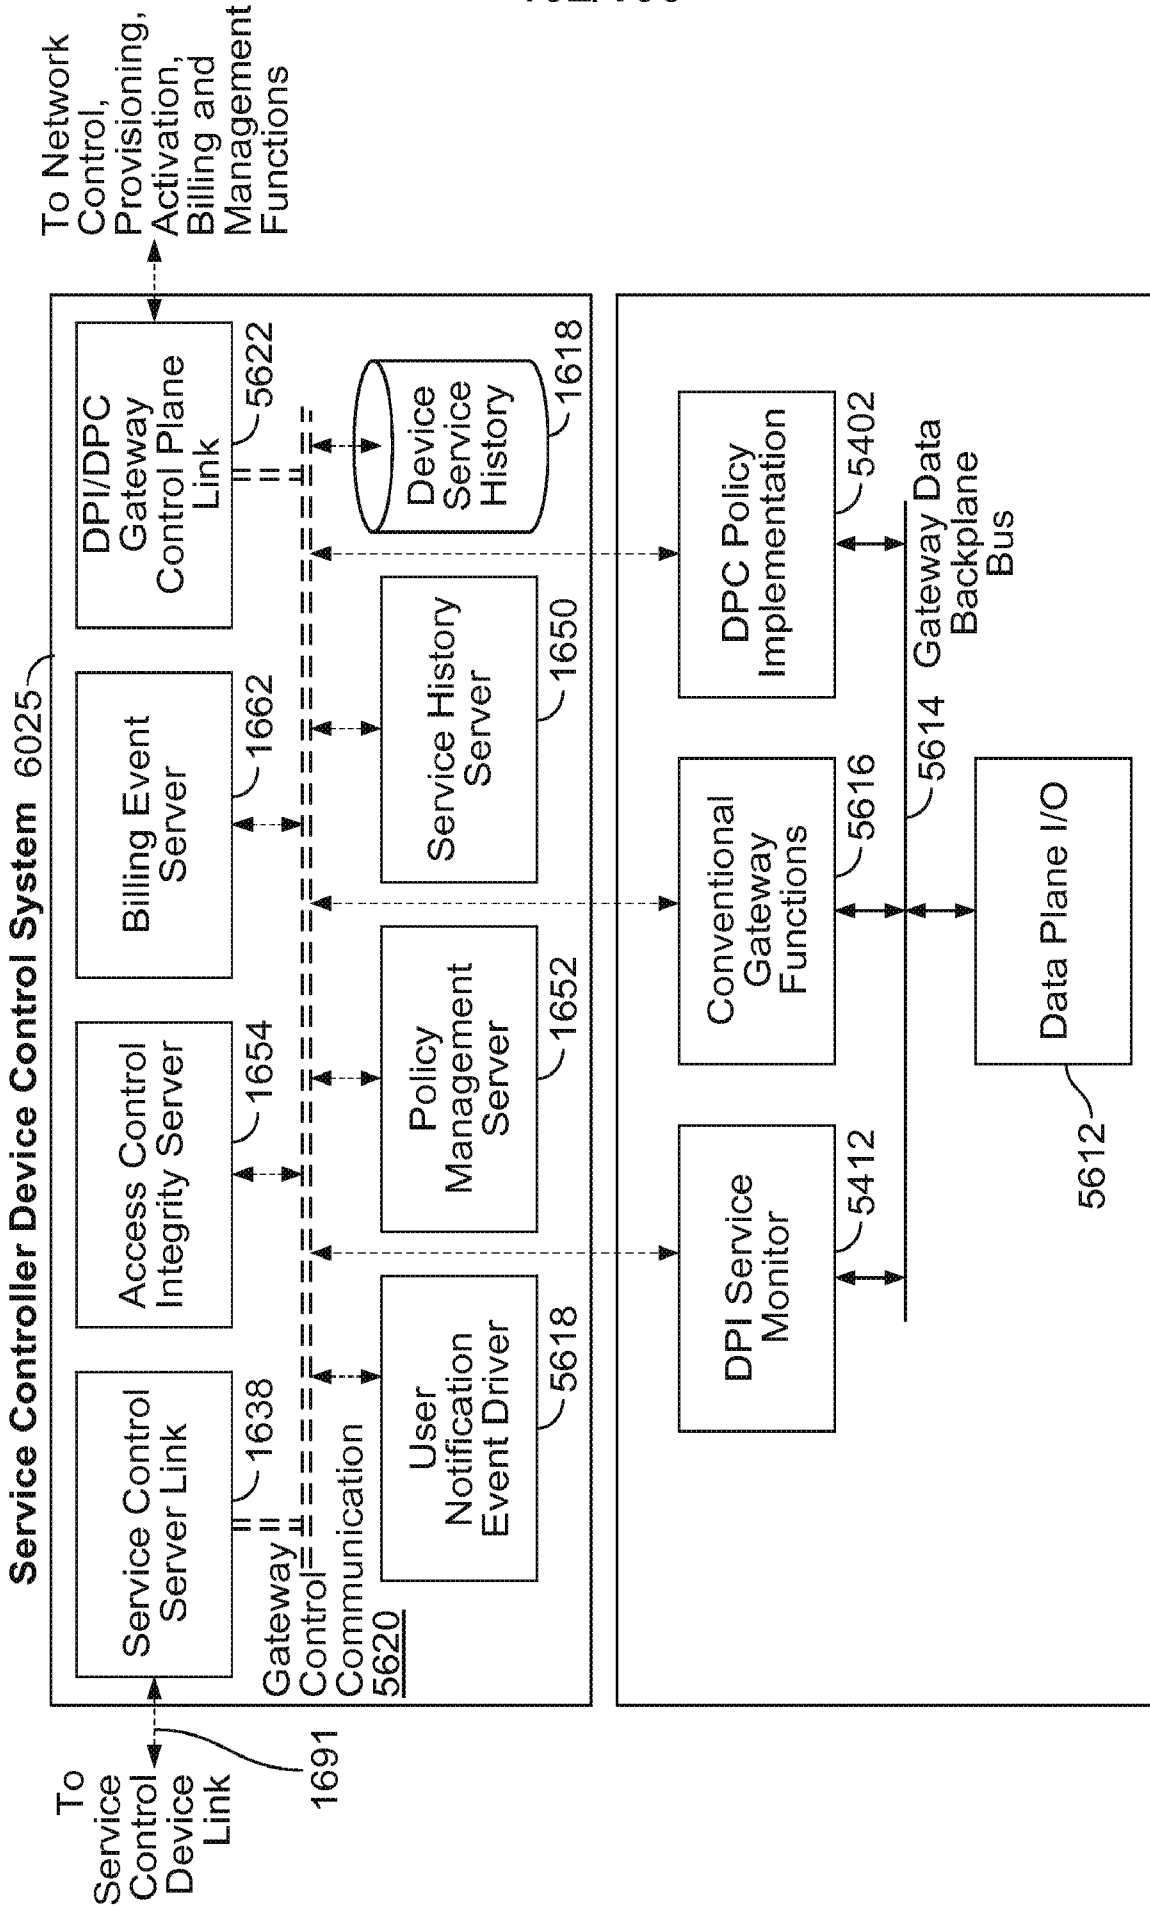 Service Controller Device Control System 6025
To
Service
Control
Device
Link
1691
Service Control
Server Link
1638
Access Control
Integrity Server
1654
Billing Event
Server
1662
DPI/DPC
Gateway
Control Plane
Link
5622
To Network
Control,
Provisioning,
Activation,
Billing and
Management
Functions
Gateway
Control
Communication
5620
User
Notification
Event Driver
5618
Policy
Management
Server
1652
Service History
Server
1650
Device
Service
History
1618
DPI Service
Monitor
5412
Conventional
Gateway
Functions
5616
DPC Policy
Implementation
5402
5614
Gateway Data
Backplane
Bus
Data Plane I/O
5612